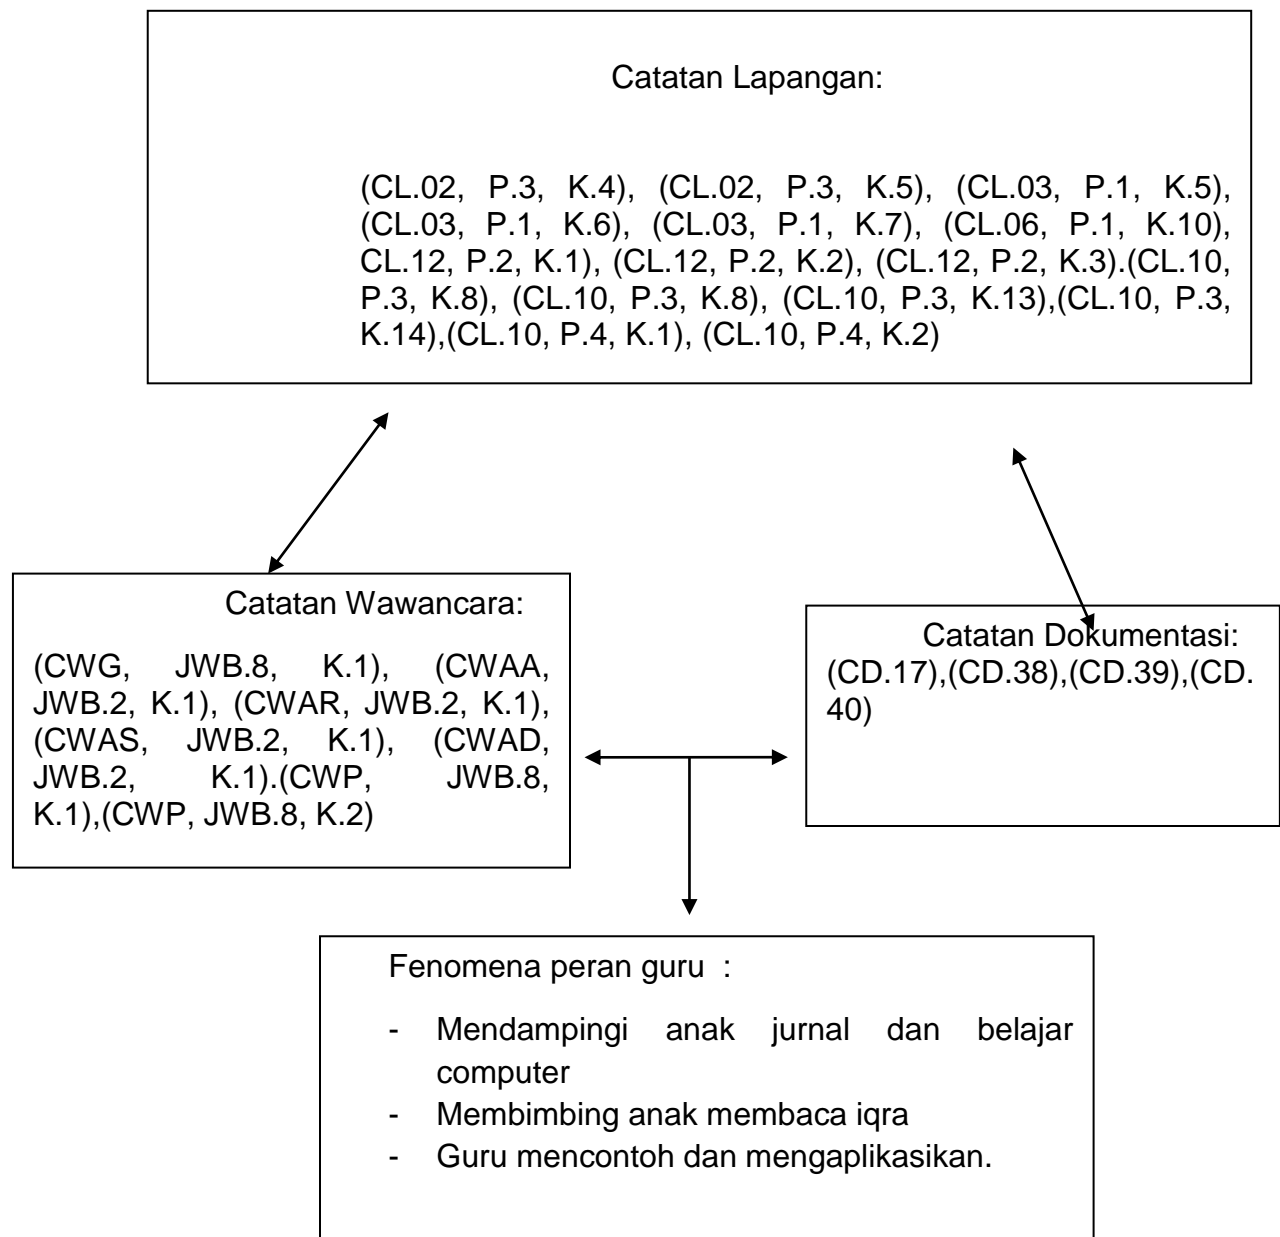 Catatan Lapangan:
(CL.02, P.3, K.4), (CL.02, P.3, K.5), (CL.03, P.1, K.5),
(CL.03, P.1, K.6), (CL.03, P.1, K.7), (CL.06, P.1, K.10),
CL.12, P.2, K.1), (CL.12, P.2, K.2), (CL.12, P.2, K.3).(CL.10,
P.3, K.8), (CL.10, P.3, K.8), (CL.10, P.3, K.13),(CL.10, P.3,
K.14),(CL.10, P.4, K.1), (CL.10, P.4, K.2)
Catatan Wawancara:
(CWG, JWB.8, K.1), (CWAA,
JWB.2, K.1), (CWAR, JWB.2, K.1),
(CWAS, JWB.2, K.1), (CWAD,
JWB.2, K.1).(CWP, JWB.8,
K.1),(CWP, JWB.8, K.2)
Catatan Dokumentasi:
(CD.17),(CD.38),(CD.39),(CD.
40)
Fenomena peran guru :
- Mendampingi anak jurnal dan belajar
computer
- Membimbing anak membaca iqra
- Guru mencontoh dan mengaplikasikan.